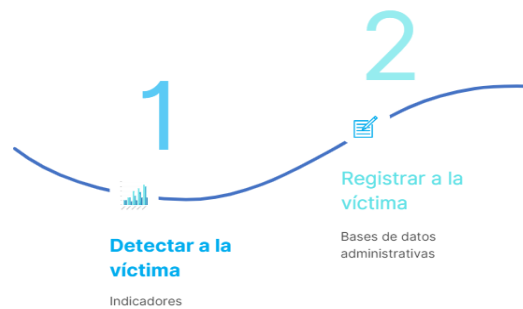 1
Detectar a la
víctima
Indicadores
2
Registrar a la
víctima
Bases de datos
administrativas